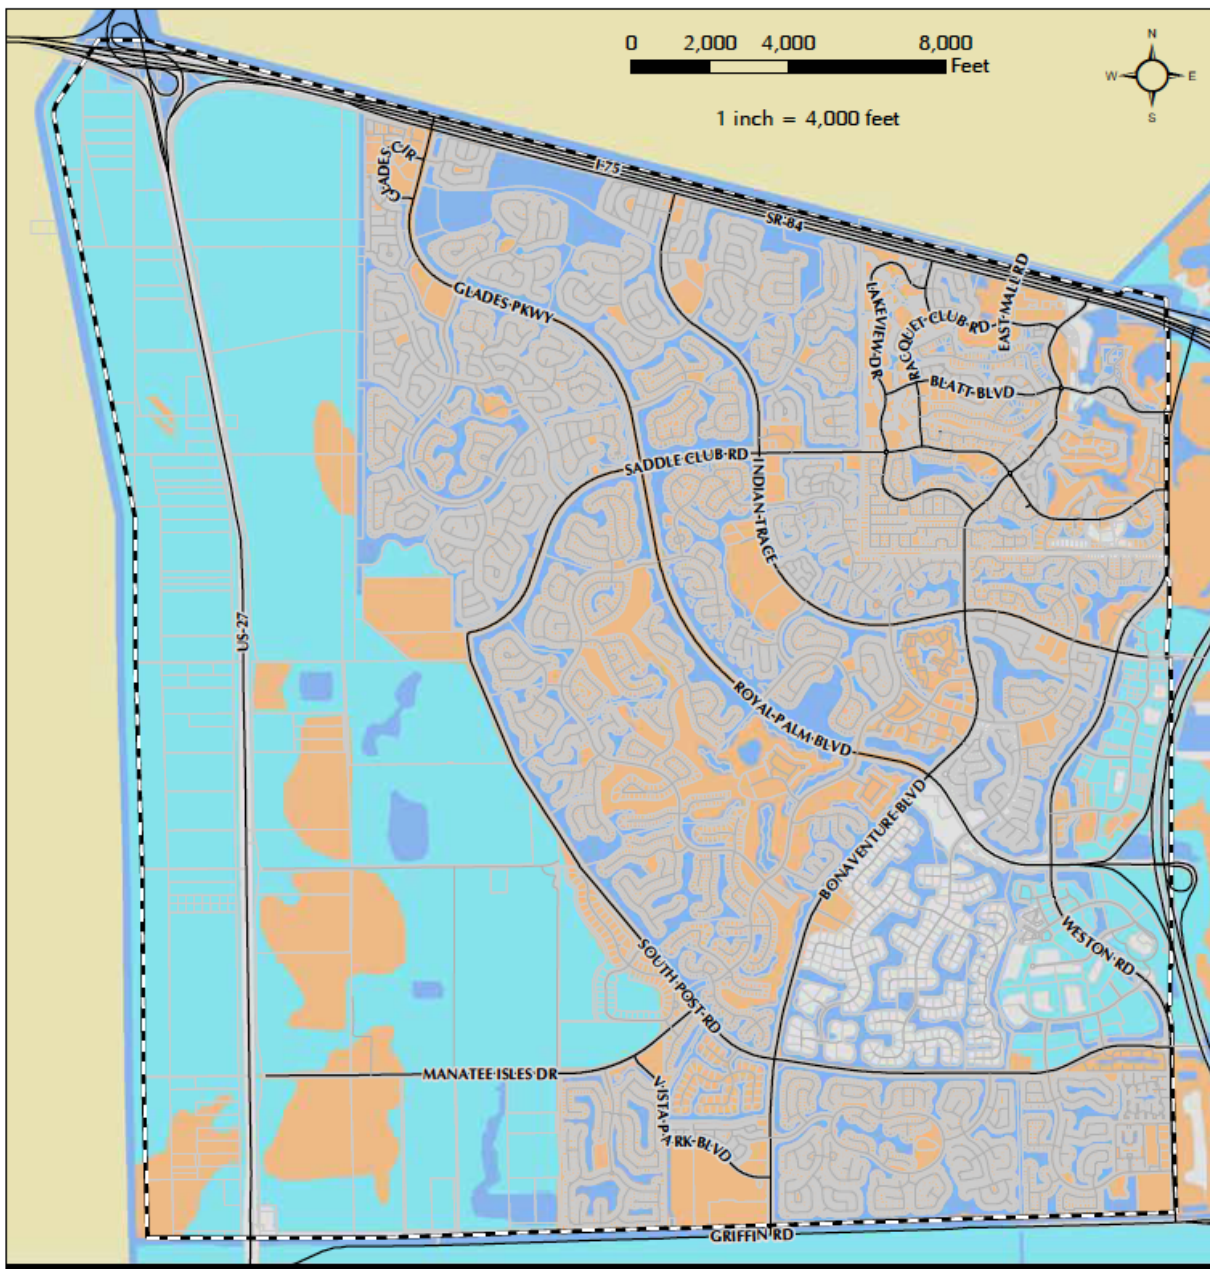 0 2,000 4,000 8,000
Feet
1 inch = 4,000 feet
N
W E
S
I-75
SR-84
GLADES-CIR
GLADES-PKWY
EAST-MALL-RD
LAKEVIEW-DR
RACQUET-CLUB-RD
BLATT-BLVD
SADDLE CLUB-RD
INDIAN-TRACE
US-27
ROYAL-PALM-BLVD
BONAVENTURE-BLVD
WESTON-RD
SOUTH-POST-RD
MANATEE-ISLES-DR
VISTA-PARK-BLVD
GRIFFIN-RD